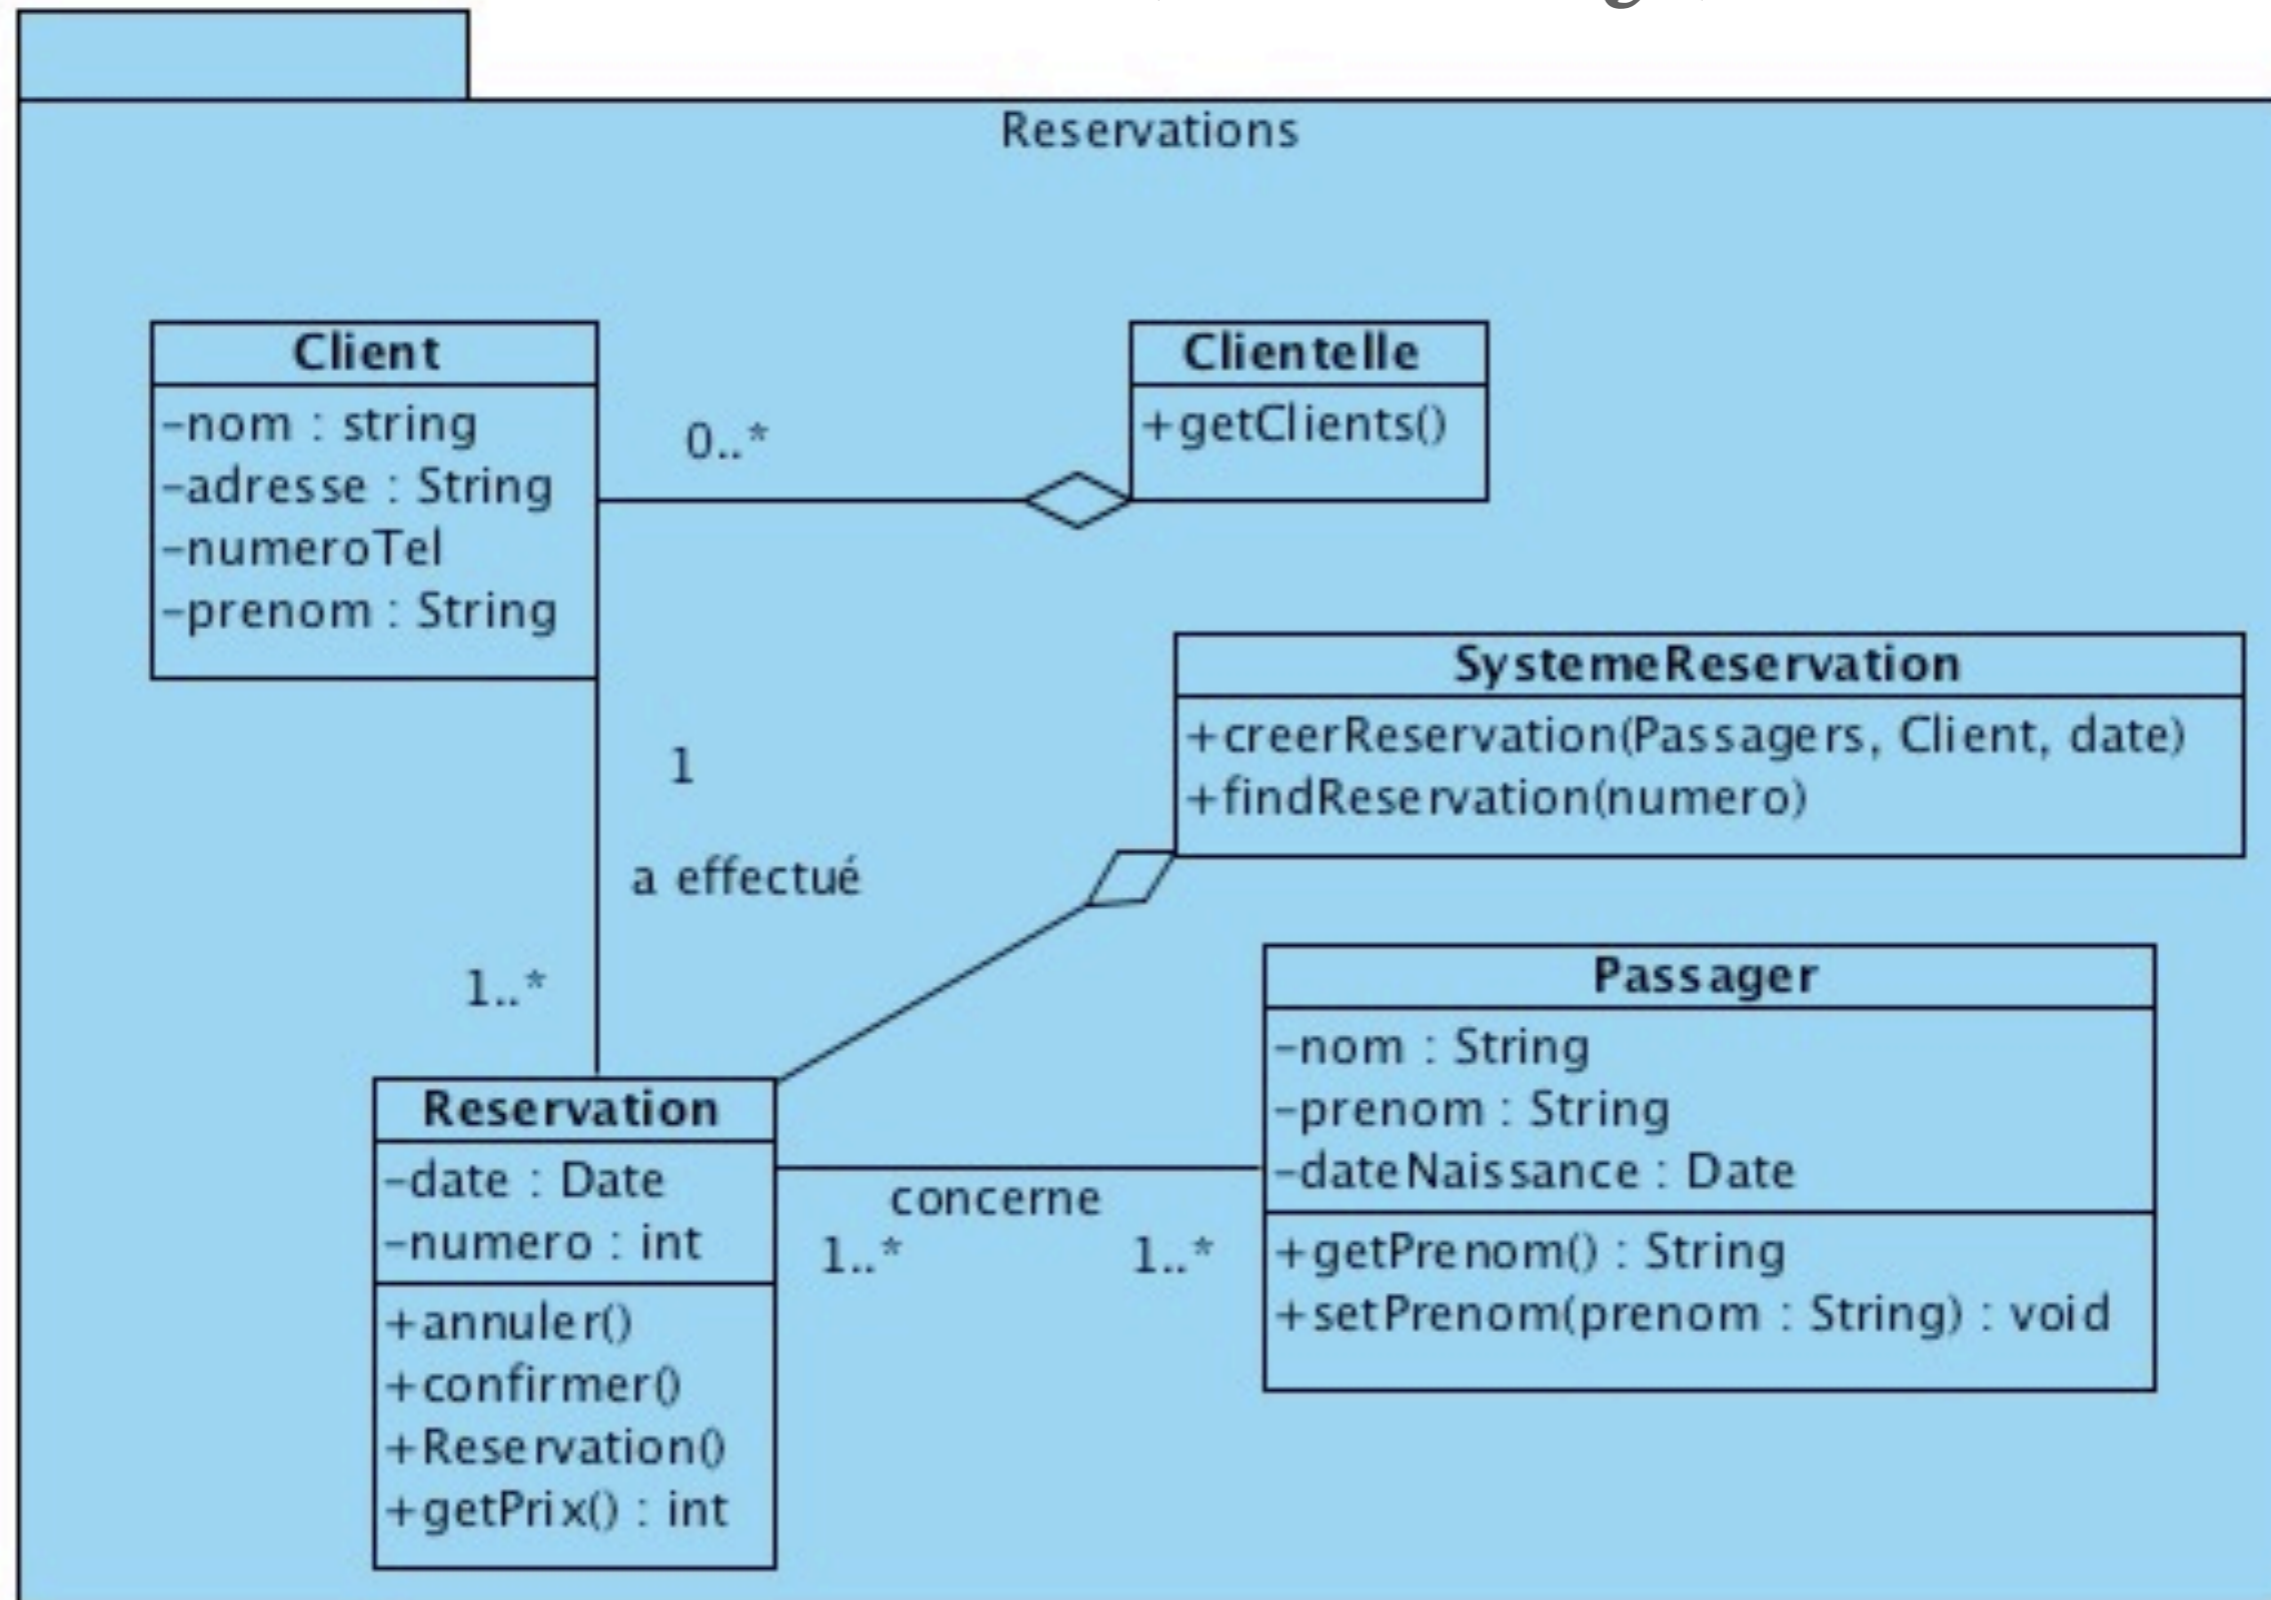 Reservations
Client
-nom : string
-adresse : String
-numeroTel
-prenom : String
0..*
Clientelle
+getClients()
SystemeReservation
+creerReservation(Passagers, Client, date)
+findReservation(numero)
1
a effectué
1..*
Reservation
-date : Date
-numero : int
+annuler()
+confirmer()
+Reservation()
+getPrix() : int
concerne
1..*
1..*
Passager
-nom : String
-prenom : String
-dateNaissance : Date
+getPrenom() : String
+setPrenom(prenom : String) : void